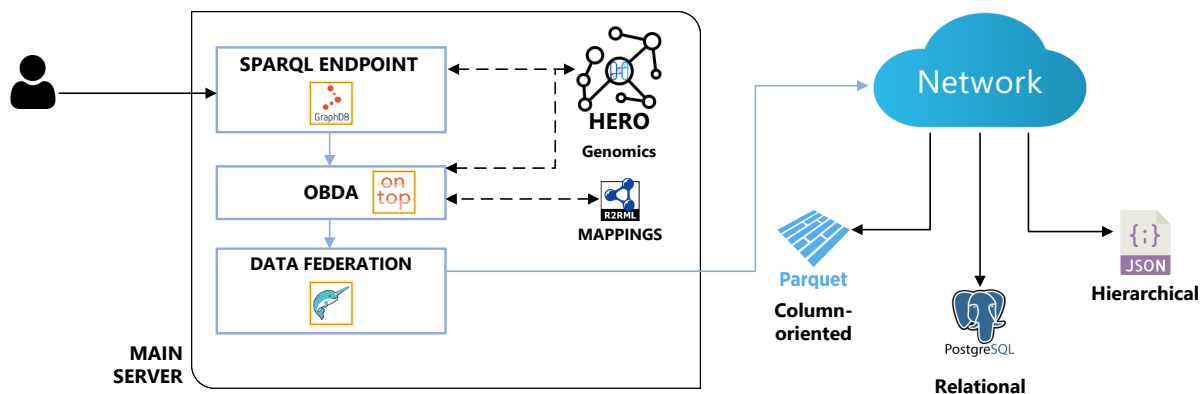 SPARQL ENDPOINT
GraphDB
HERO
Genomics
OBDA
on
top
R2RML
MAPPINGS
DATA FEDERATION
MAIN
SERVER
Network
Parquet
Column-
oriented
PostgreSQL
Relational
{;}
JSON
Hierarchical